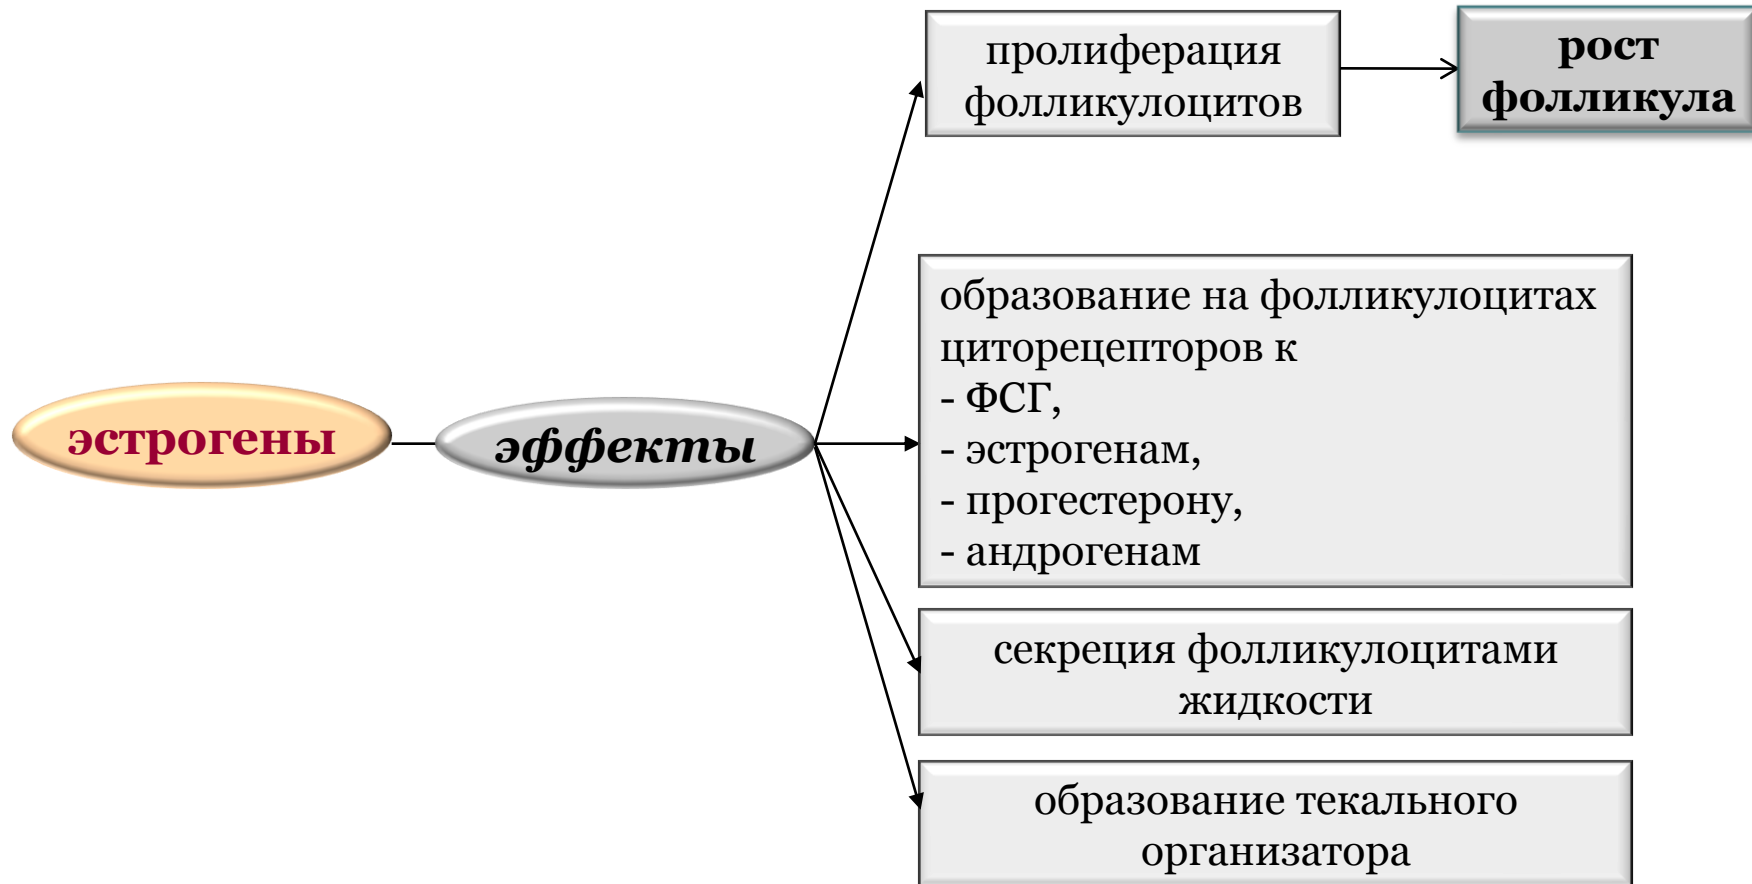 эстрогены
эффекты
пролиферация
фолликулоцитов
рост
фолликула
образование на фолликулоцитах
циторецепторов к
- ФСГ,
- эстрогенам,
- прогестерону,
- андрогенам
секреция фолликулоцитами
жидкости
образование текального
организатора